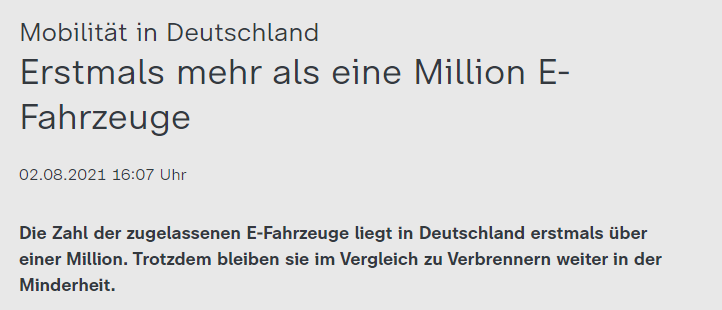 Mobilität in Deutschland
Erstmals mehr als eine Million E-
Fahrzeuge
02.08.2021 16:07 Uhr
Die Zahl der zugelassenen E-Fahrzeuge liegt in Deutschland erstmals über
einer Million. Trotzdem bleiben sie im Vergleich zu Verbrennern weiter in der
Minderheit.